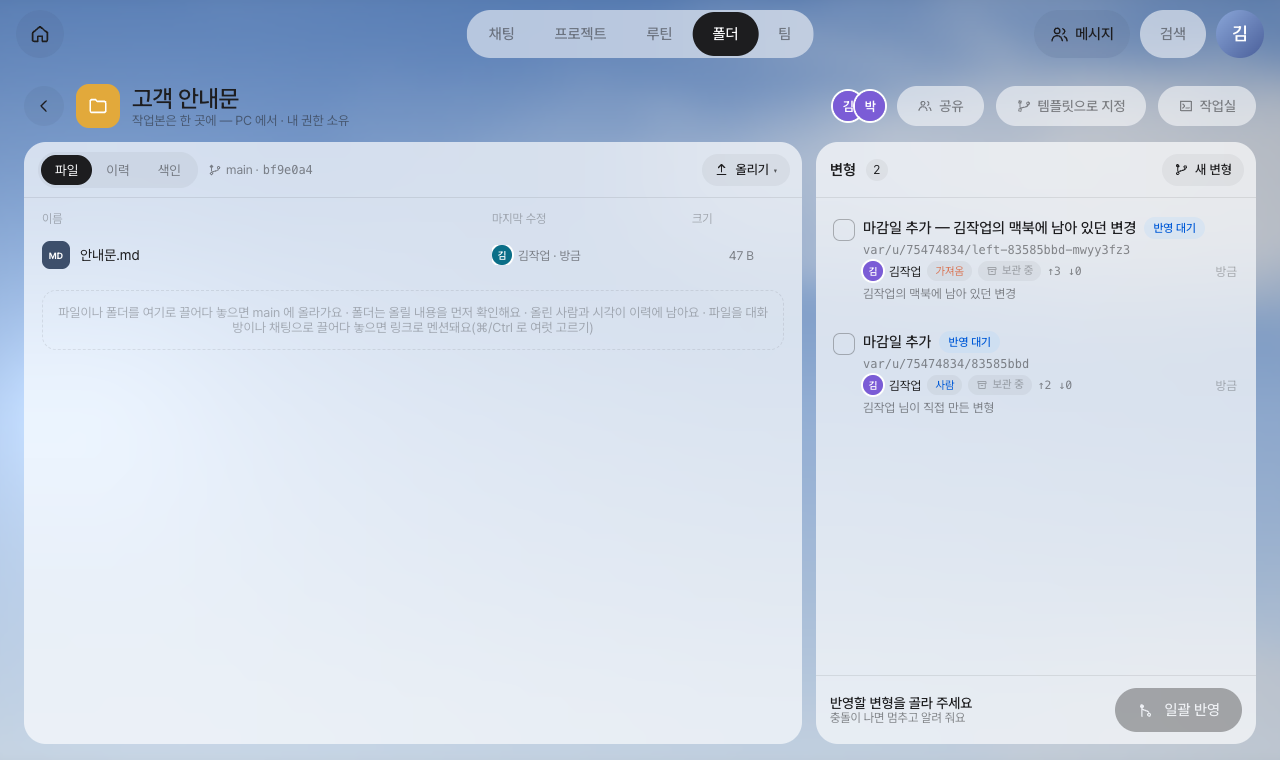 채팅
프로젝트
루틴
폴더
팀
메시지
검색
김
고객 안내문
작업본은 한 곳에 — PC 에서 · 내 권한 소유
김
박
공유
템플릿으로 지정
작업실
파일
이력
색인
main · bf9e0a4
올리기
이름
마지막 수정
크기
MD
안내문.md
김
김작업 · 방금
47 B
파일이나 폴더를 여기로 끌어다 놓으면 main 에 올라가요 · 폴더는 올릴 내용을 먼저 확인해요 · 올린 사람과 시각이 이력에 남아요 · 파일을 대화
방이나 채팅으로 끌어다 놓으면 링크로 멘션돼요(⌘/Ctrl 로 여럿 고르기)
변형
2
새 변형
마감일 추가 — 김작업의 맥북에 남아 있던 변경
반영 대기
var/u/75474834/left-83585bbd-mwyy3fz3
김
김작업
가져옴
보관 중
↑3 ↓0
방금
김작업의 맥북에 남아 있던 변경
마감일 추가
반영 대기
var/u/75474834/83585bbd
김
김작업
사람
보관 중
↑2 ↓0
방금
김작업 님이 직접 만든 변형
반영할 변형을 골라 주세요
충돌이 나면 멈추고 알려 줘요
일괄 반영